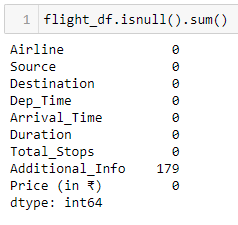 1 flight_df.isnull().sum()
Airline 0
Source 0
Destination 0
Dep_Time 0
Arrival_Time 0
Duration 0
Total_Stops 0
Additional_Info 179
Price (in ₹) 0
dtype: int64